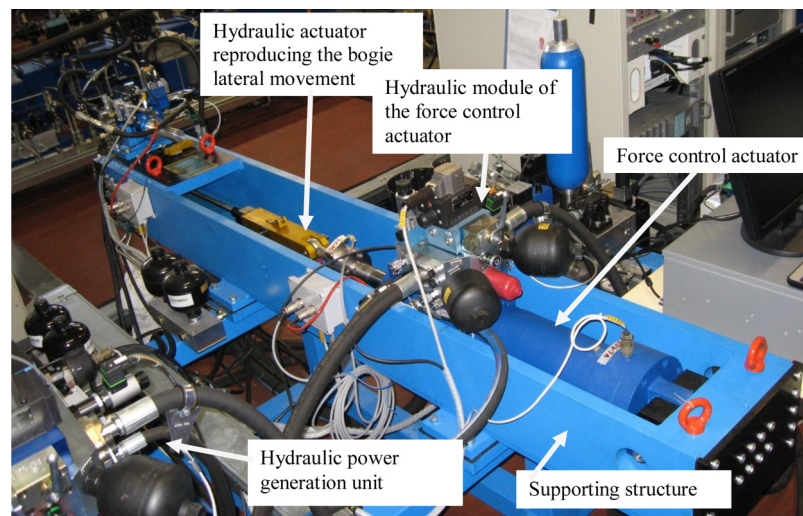 Hydraulic actuator
reproducing the bogie
lateral movement
Hydraulic module of
the force control
actuator
Force control actuator
Hydraulic power
generation unit
Supporting structure